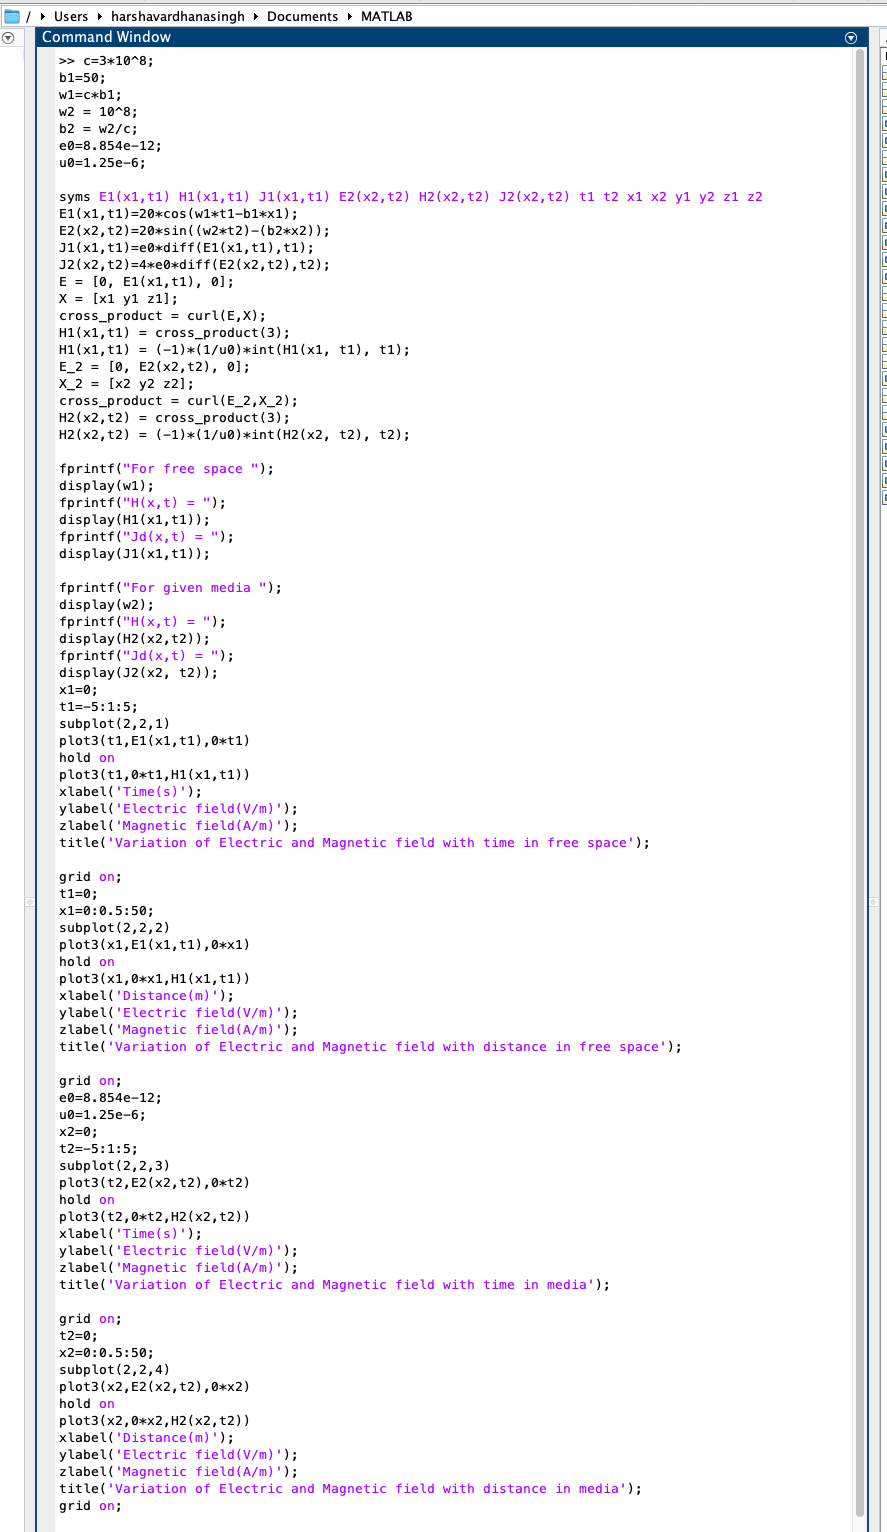 / ▸ Users ▸ harshavardhanasingh ▸ Documents ▸ MATLAB
Command Window
>> c=3*10^8;
b1=50;
w1=c*b1;
w2 = 10^8;
b2 = w2/c;
e0=8.854e-12;
u0=1.25e-6;
syms E1(x1,t1) H1(x1,t1) J1(x1,t1) E2(x2,t2) H2(x2,t2) J2(x2,t2) t1 t2 x1 x2 y1 y2 z1 z2
E1(x1,t1)=20*cos(w1*t1-b1*x1);
E2(x2,t2)=20*sin((w2*t2)-(b2*x2));
J1(x1,t1)=e0*diff(E1(x1,t1),t1);
J2(x2,t2)=4*e0*diff(E2(x2,t2),t2);
E = [0, E1(x1,t1), 0];
X = [x1 y1 z1];
cross_product = curl(E,X);
H1(x1,t1) = cross_product(3);
H1(x1,t1) = (-1)*(1/u0)*int(H1(x1, t1), t1);
E_2 = [0, E2(x2,t2), 0];
X_2 = [x2 y2 z2];
cross_product = curl(E_2,X_2);
H2(x2,t2) = cross_product(3);
H2(x2,t2) = (-1)*(1/u0)*int(H2(x2, t2), t2);
fprintf("For free space ");
display(w1);
fprintf("H(x,t) = ");
display(H1(x1,t1));
fprintf("Jd(x,t) = ");
display(J1(x1,t1));
fprintf("For given media ");
display(w2);
fprintf("H(x,t) = ");
display(H2(x2,t2));
fprintf("Jd(x,t) = ");
display(J2(x2, t2));
x1=0;
t1=-5:1:5;
subplot(2,2,1)
plot3(t1,E1(x1,t1),0*t1)
hold on
plot3(t1,0*t1,H1(x1,t1))
xlabel('Time(s)');
ylabel('Electric field(V/m)');
zlabel('Magnetic field(A/m)');
title('Variation of Electric and Magnetic field with time in free space');
grid on;
t1=0;
x1=0:0.5:50;
subplot(2,2,2)
plot3(x1,E1(x1,t1),0*x1)
hold on
plot3(x1,0*x1,H1(x1,t1))
xlabel('Distance(m)');
ylabel('Electric field(V/m)');
zlabel('Magnetic field(A/m)');
title('Variation of Electric and Magnetic field with distance in free space');
grid on;
e0=8.854e-12;
u0=1.25e-6;
x2=0;
t2=-5:1:5;
subplot(2,2,3)
plot3(t2,E2(x2,t2),0*t2)
hold on
plot3(t2,0*t2,H2(x2,t2))
xlabel('Time(s)');
ylabel('Electric field(V/m)');
zlabel('Magnetic field(A/m)');
title('Variation of Electric and Magnetic field with time in media');
grid on;
t2=0;
x2=0:0.5:50;
subplot(2,2,4)
plot3(x2,E2(x2,t2),0*x2)
hold on
plot3(x2,0*x2,H2(x2,t2))
xlabel('Distance(m)');
ylabel('Electric field(V/m)');
zlabel('Magnetic field(A/m)');
title('Variation of Electric and Magnetic field with distance in media');
grid on;